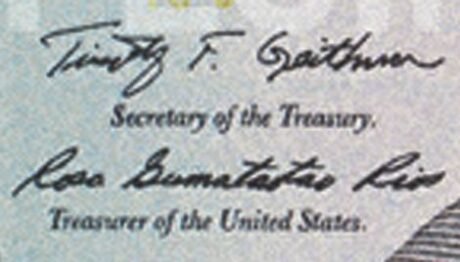 Timothy F. Geithner
Secretary of the Treasury.
Rosa Gumataotao Rios
Treasurer of the United States.